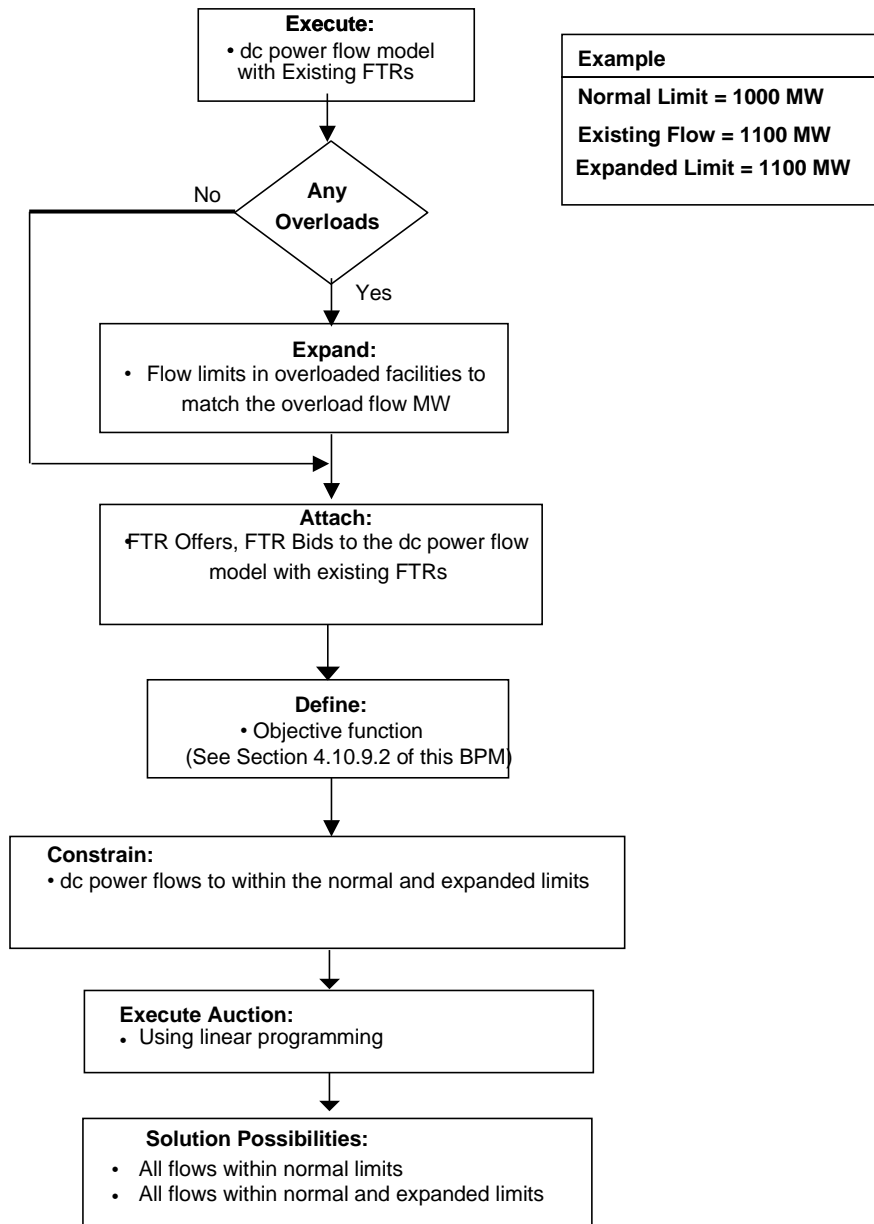 Execute:
• dc power flow model
with Existing FTRs
Example
Normal Limit = 1000 MW
Existing Flow = 1100 MW
Expanded Limit = 1100 MW
No
Any
Overloads
Yes
Expand:
• Flow limits in overloaded facilities to
match the overload flow MW
Attach:
•FTR Offers, FTR Bids to the dc power flow
model with existing FTRs
Define:
• Objective function
(See Section 4.10.9.2 of this BPM)
Constrain:
• dc power flows to within the normal and expanded limits
Execute Auction:
• Using linear programming
Solution Possibilities:
• All flows within normal limits
• All flows within normal and expanded limits